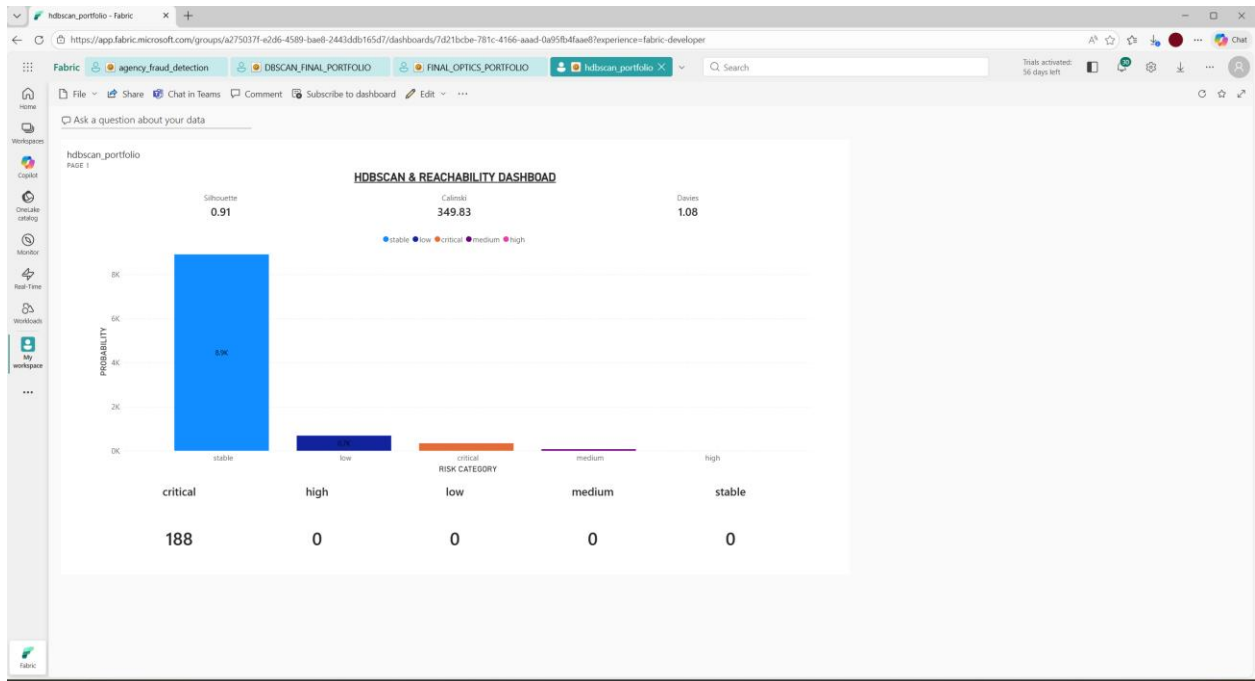 hdbscan_portfolio - Fabric
https://app.fabric.microsoft.com/groups/a275037f-e2d6-4589-bae8-2443ddb165d7/dashboards/7d21bcbe-781c-4166-aaad-0a95fb4faae8?experience=fabric-developer
Chat
Fabric agency_fraud_detection DBSCAN_FINAL_PORTFOLIO FINAL_OPTICS_PORTFOLIO hdbscan_portfolio Search Trials activated: 30
56 days left
File Share Chat in Teams Comment Subscribe to dashboard Edit
Home
Ask a question about your data
Workspaces
hdbscan_portfolio
PAGE 1
Copilot
HDBSCAN & REACHABILITY DASHBOAD
OneLake
catalog
Silhouette Calinski Davies
0.91 349.83 1.08
Monitor
stable low critical medium high
Real-Time
8K
Workloads
6K
My
workspace
PROBABILITY
8.9K
4K
2K
0.7K
0K
stable low critical medium high
RISK CATEGORY
critical high low medium stable
188 0 0 0 0
Fabric